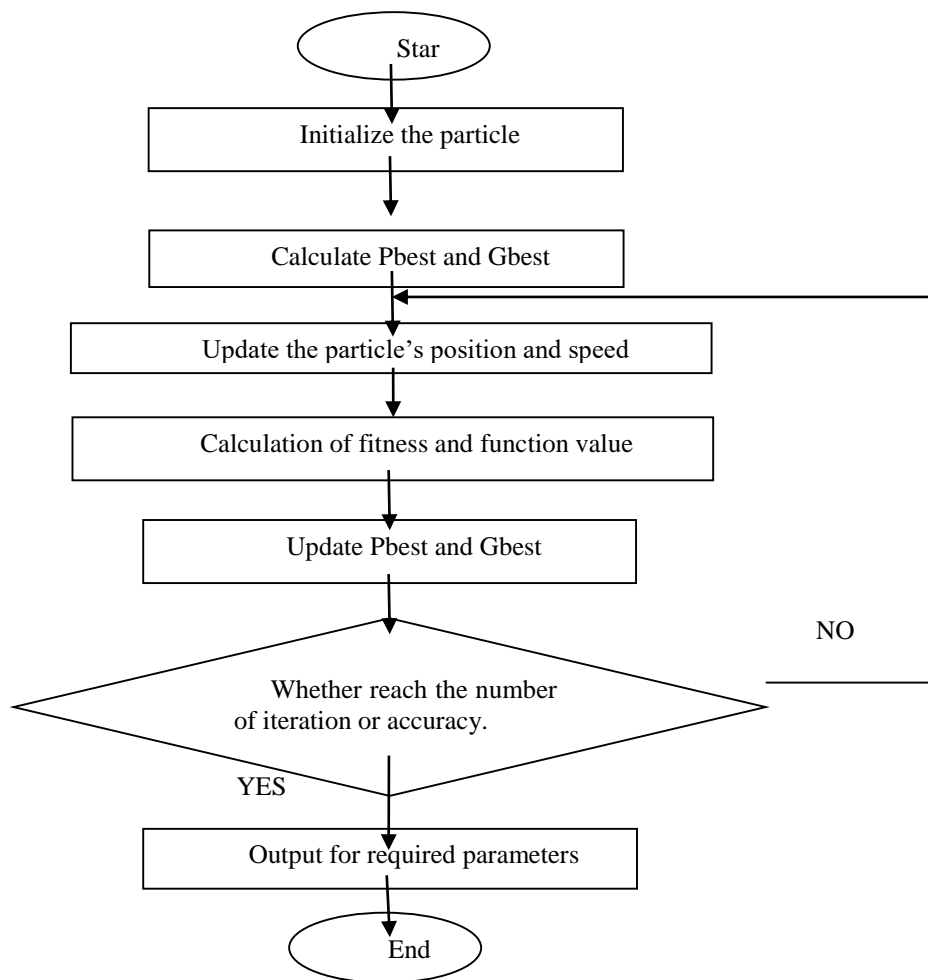 Star
Initialize the particle
Calculate Pbest and Gbest
Update the particle’s position and speed
Calculation of fitness and function value
Update Pbest and Gbest
NO
Whether reach the number
of iteration or accuracy.
YES
Output for required parameters
End